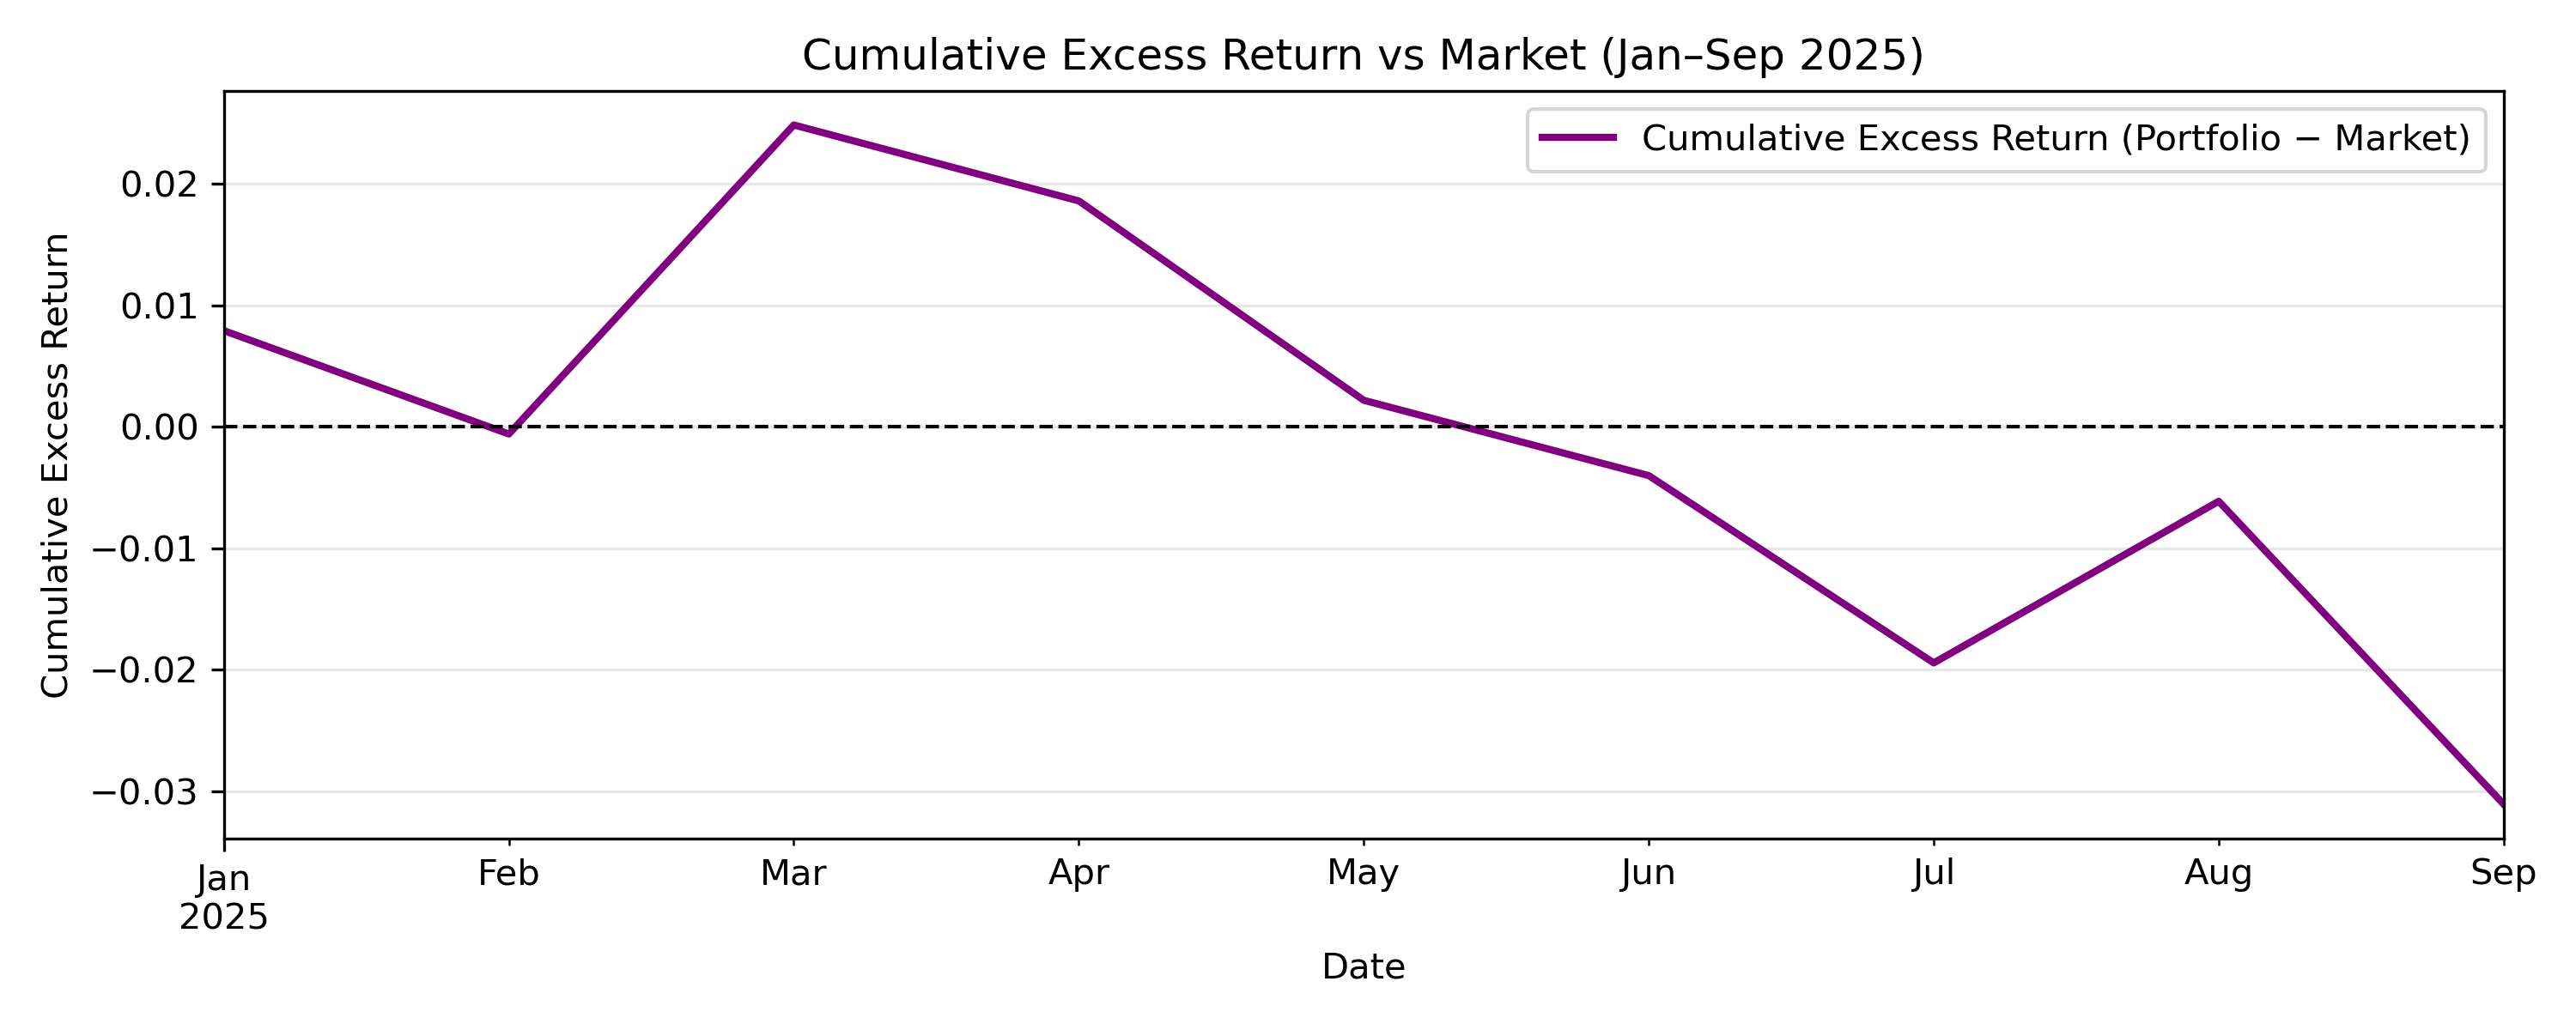 Cumulative Excess Return vs Market (Jan–Sep 2025)
Cumulative Excess Return (Portfolio − Market)
Cumulative Excess Return
0.02
0.01
0.00
−0.01
−0.02
−0.03
Jan Feb Mar Apr May Jun Jul Aug Sep
2025
Date